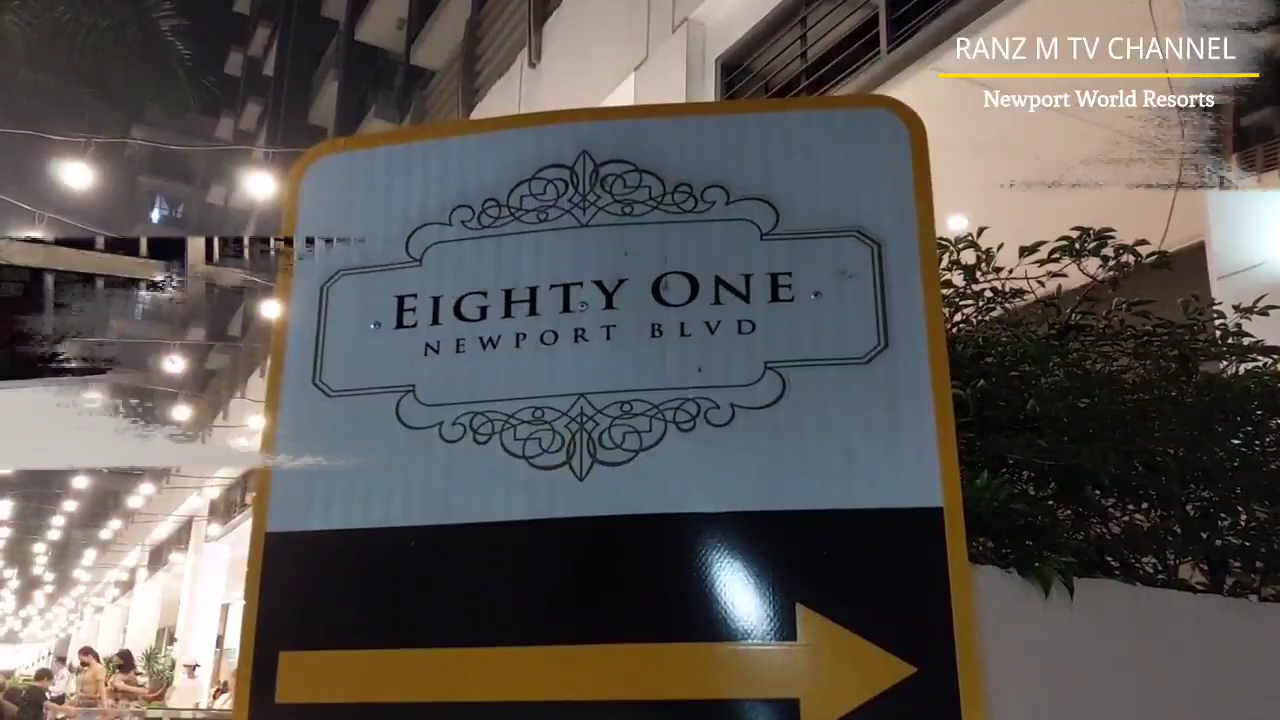 RANZ M TV CHANNEL
Newport World Resorts
EIGHTY ONE
NEWPORT BLVD